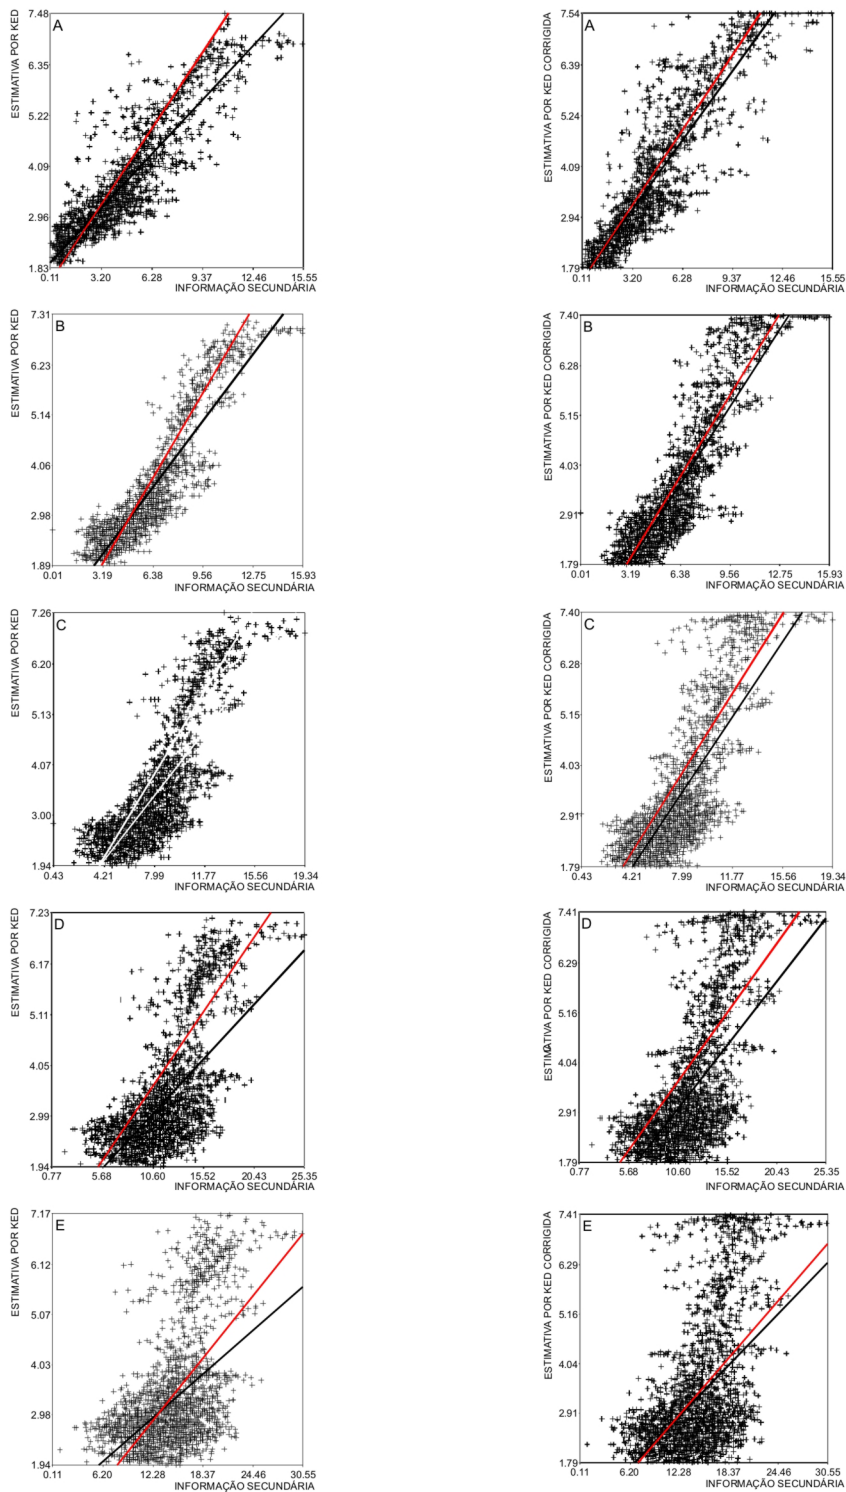 ESTIMATIVA POR KED
A
7.48
6.35
5.22
4.09
2.96
1.83
0.11 3.20 6.28 9.37 12.46 15.55
INFORMAÇÃO SECUNDÁRIA
ESTIMATIVA POR KED CORRIGIDA
A
7.54
6.39
5.24
4.09
2.94
1.79
0.11 3.20 6.28 9.37 12.46 15.55
INFORMAÇÃO SECUNDÁRIA
ESTIMATIVA POR KED
B
7.31
6.23
5.14
4.06
2.98
1.89
0.01 3.19 6.38 9.56 12.75 15.93
INFORMAÇÃO SECUNDÁRIA
ESTIMATIVA POR KED CORRIGIDA
B
7.40
6.28
5.15
4.03
2.91
1.79
0.01 3.19 6.38 9.56 12.75 15.93
INFORMAÇÃO SECUNDÁRIA
ESTIMATIVA POR KED
C
7.26
6.20
5.13
4.07
3.00
1.94
0.43 4.21 7.99 11.77 15.56 19.34
INFORMAÇÃO SECUNDÁRIA
ESTIMATIVA POR KED CORRIGIDA
C
7.40
6.28
5.15
4.03
2.91
1.79
0.43 4.21 7.99 11.77 15.56 19.34
INFORMAÇÃO SECUNDÁRIA
ESTIMATIVA POR KED
D
7.23
6.17
5.11
4.05
2.99
1.94
0.77 5.68 10.60 15.52 20.43 25.35
INFORMAÇÃO SECUNDÁRIA
ESTIMATIVA POR KED CORRIGIDA
D
7.41
6.29
5.16
4.04
2.91
1.79
0.77 5.68 10.60 15.52 20.43 25.35
INFORMAÇÃO SECUNDÁRIA
ESTIMATIVA POR KED
E
7.17
6.12
5.07
4.03
2.98
1.94
0.11 6.20 12.28 18.37 24.46 30.55
INFORMAÇÃO SECUNDÁRIA
ESTIMATIVA POR KED CORRIGIDA
E
7.41
6.29
5.16
4.04
2.91
1.79
0.11 6.20 12.28 18.37 24.46 30.55
INFORMAÇÃO SECUNDÁRIA